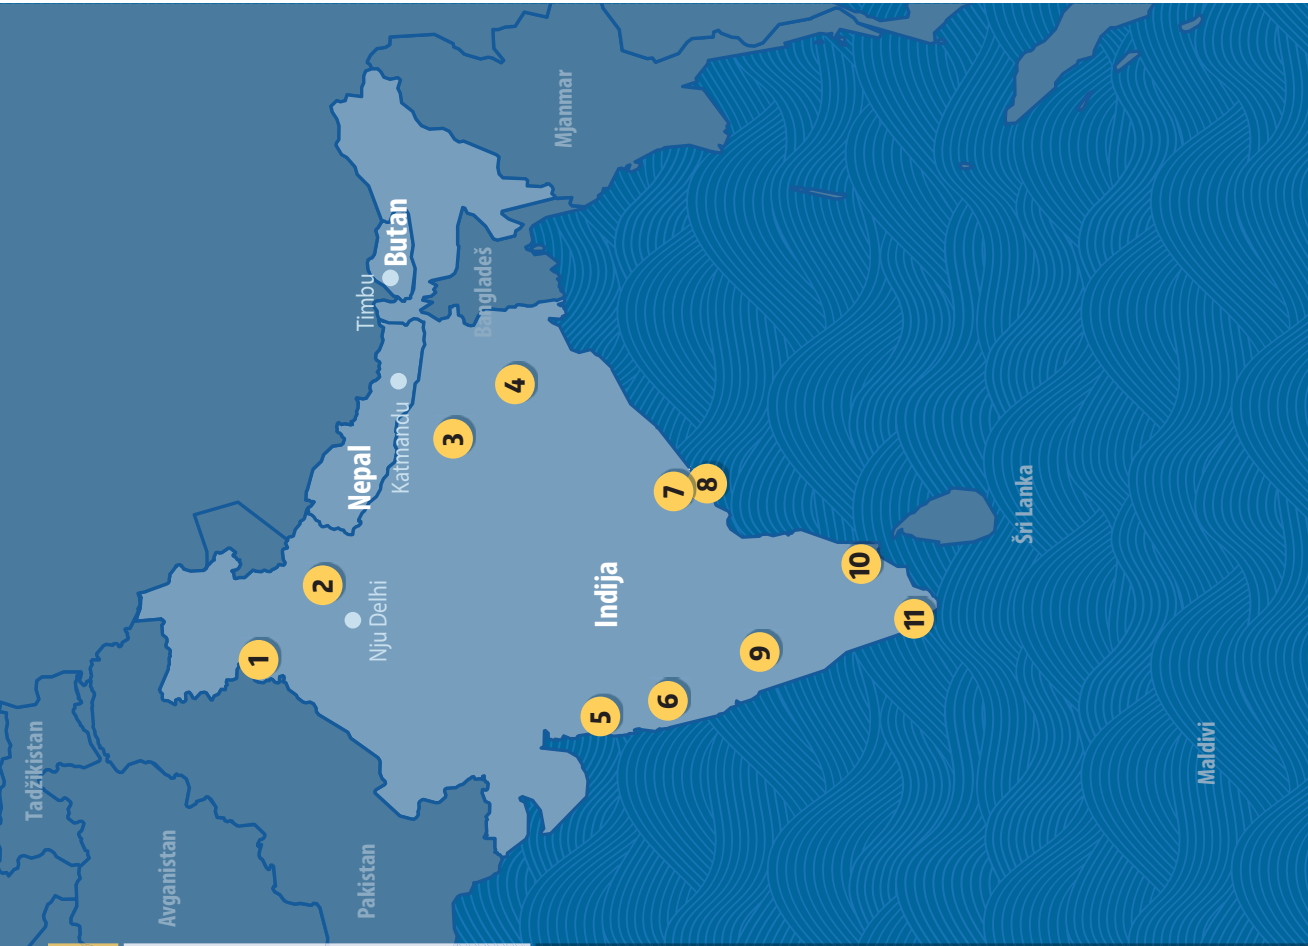 Tadžikistan
Avganistan
Pakistan
1
2
Nju Delhi
Nepal
Katmandu
Timbu
Butan
3
4
Bangladeš
Mjanmar
Indija
5
6
7
8
9
10
11
Šri Lanka
Maldivi